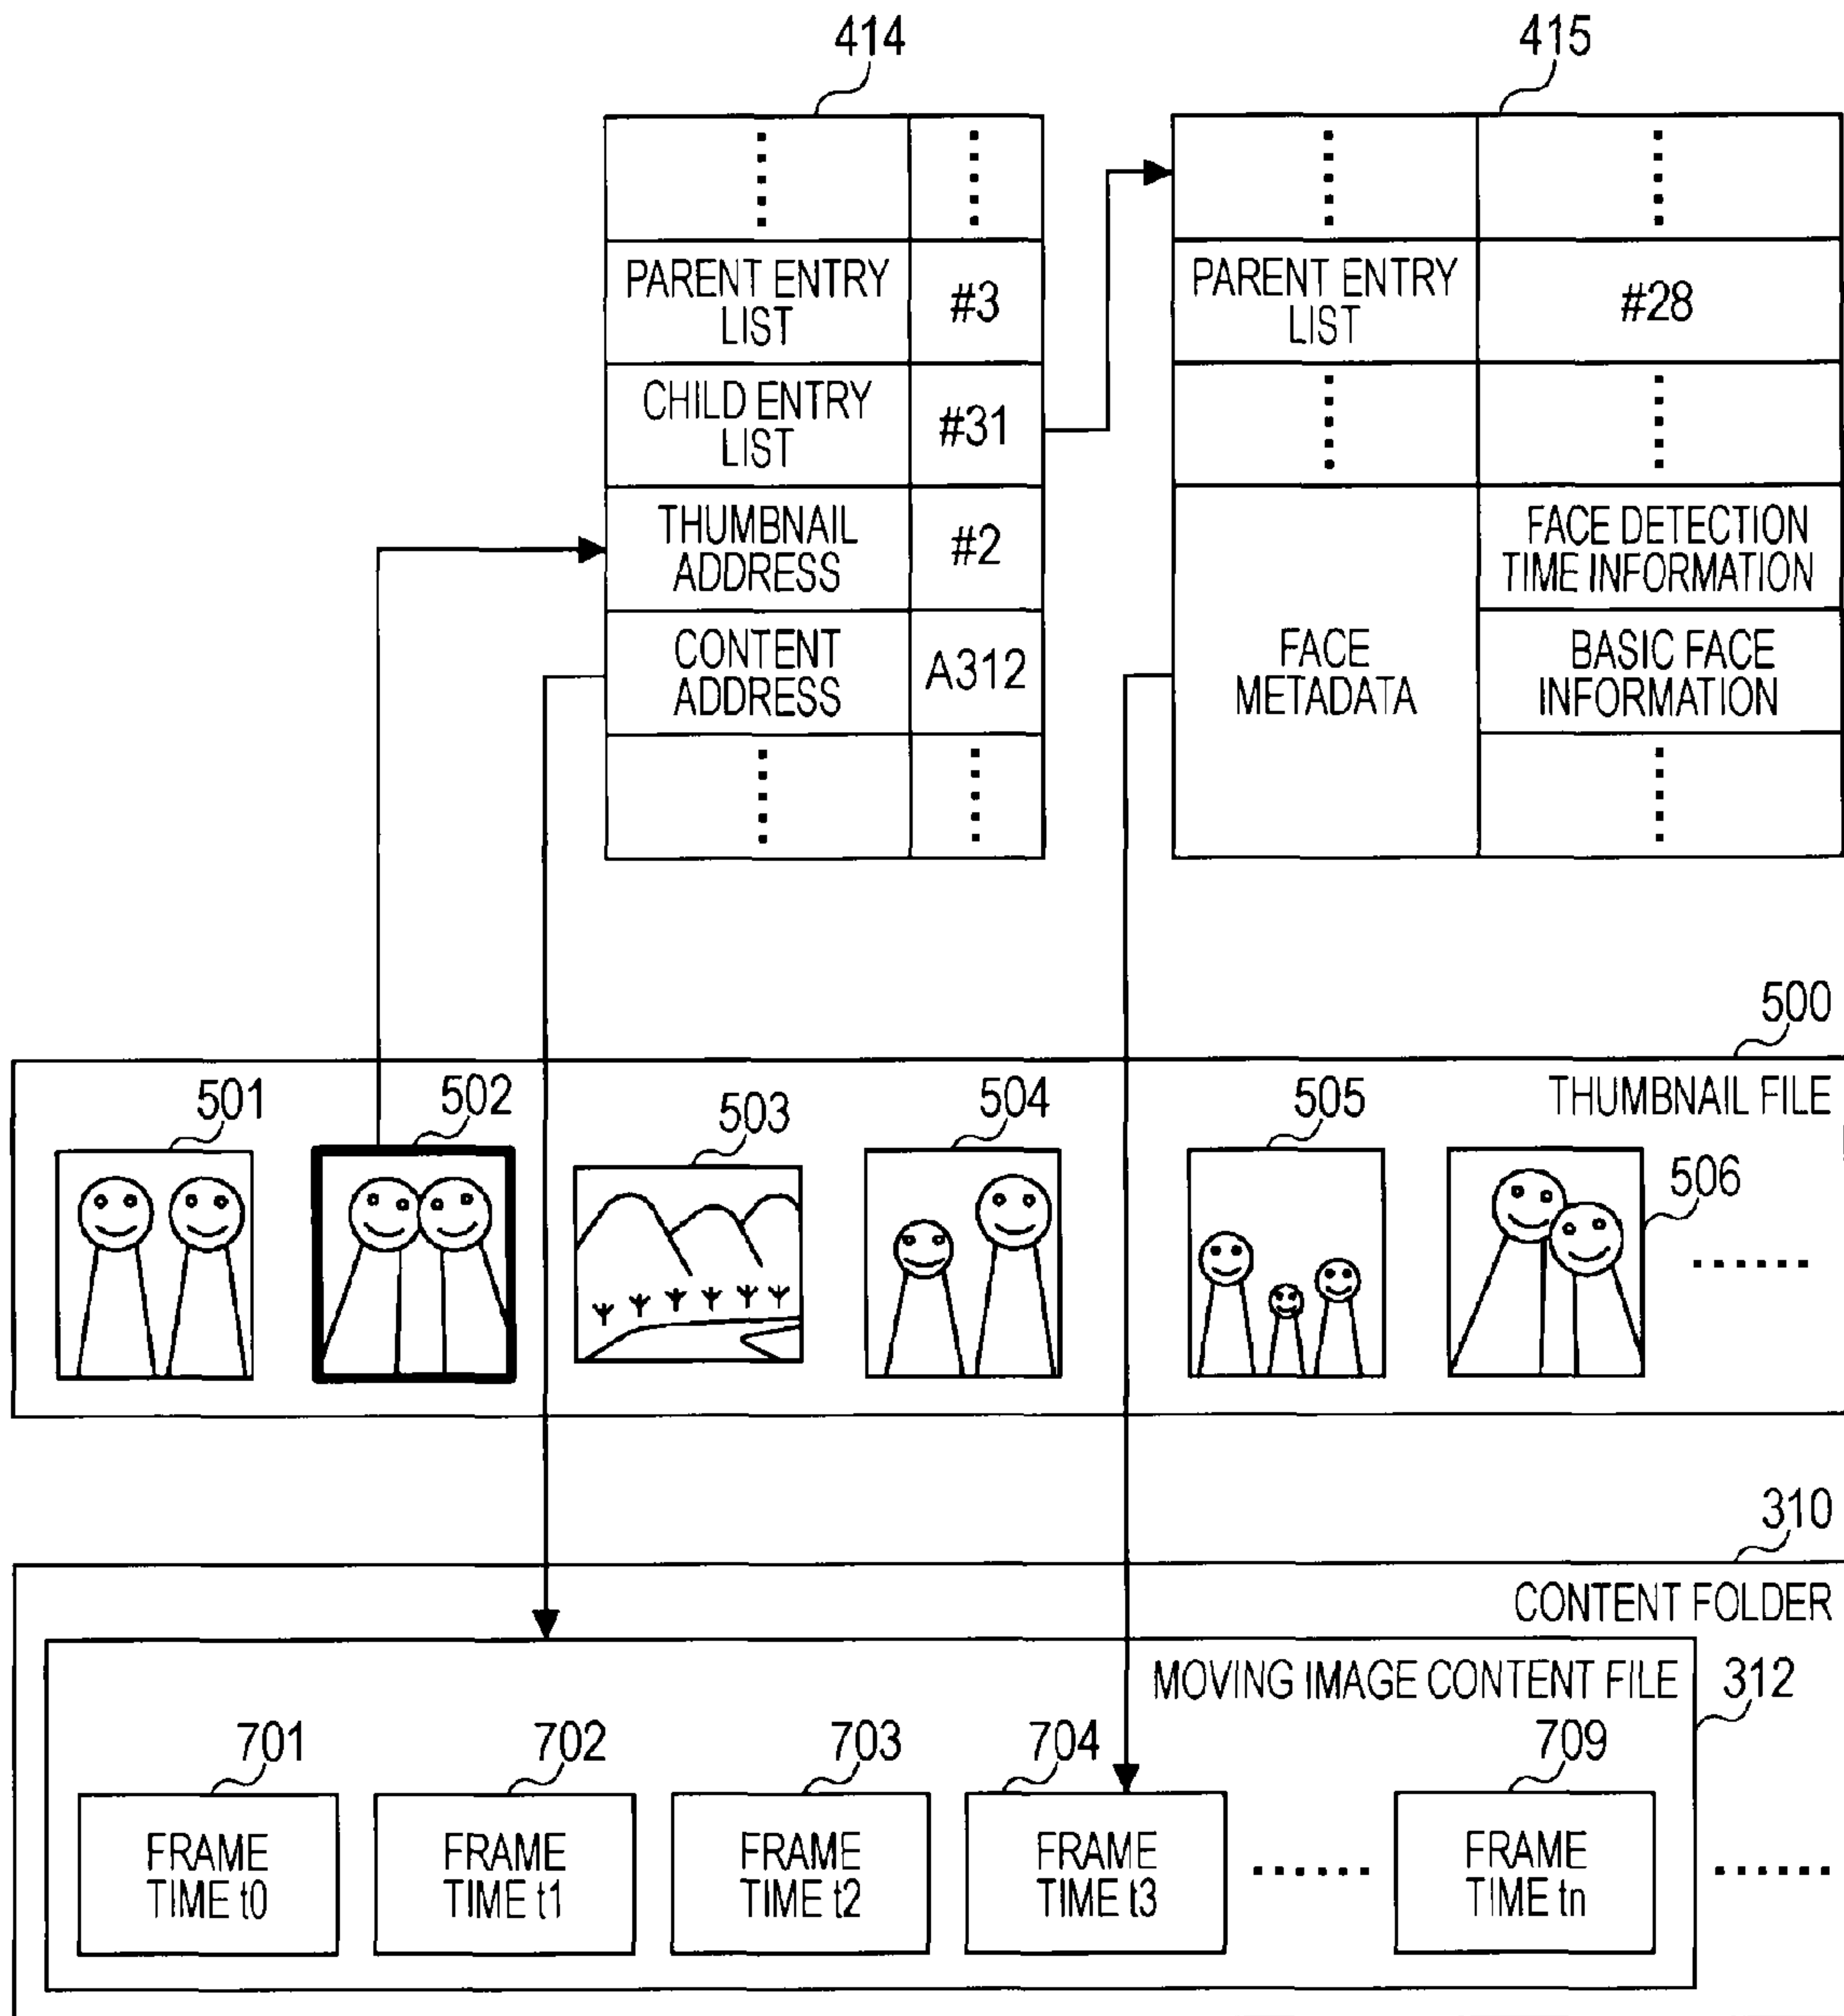 414
415
PARENT ENTRY
LIST
#3
CHILD ENTRY
LIST
#31
THUMBNAIL
ADDRESS
#2
CONTENT
ADDRESS
A312
PARENT ENTRY
LIST
#28
FACE
METADATA
FACE DETECTION
TIME INFORMATION
BASIC FACE
INFORMATION
500
THUMBNAIL FILE
501
502
503
504
505
506
310
CONTENT FOLDER
MOVING IMAGE CONTENT FILE
312
701
702
703
704
709
FRAME
TIME t0
FRAME
TIME t1
FRAME
TIME t2
FRAME
TIME t3
FRAME
TIME tn